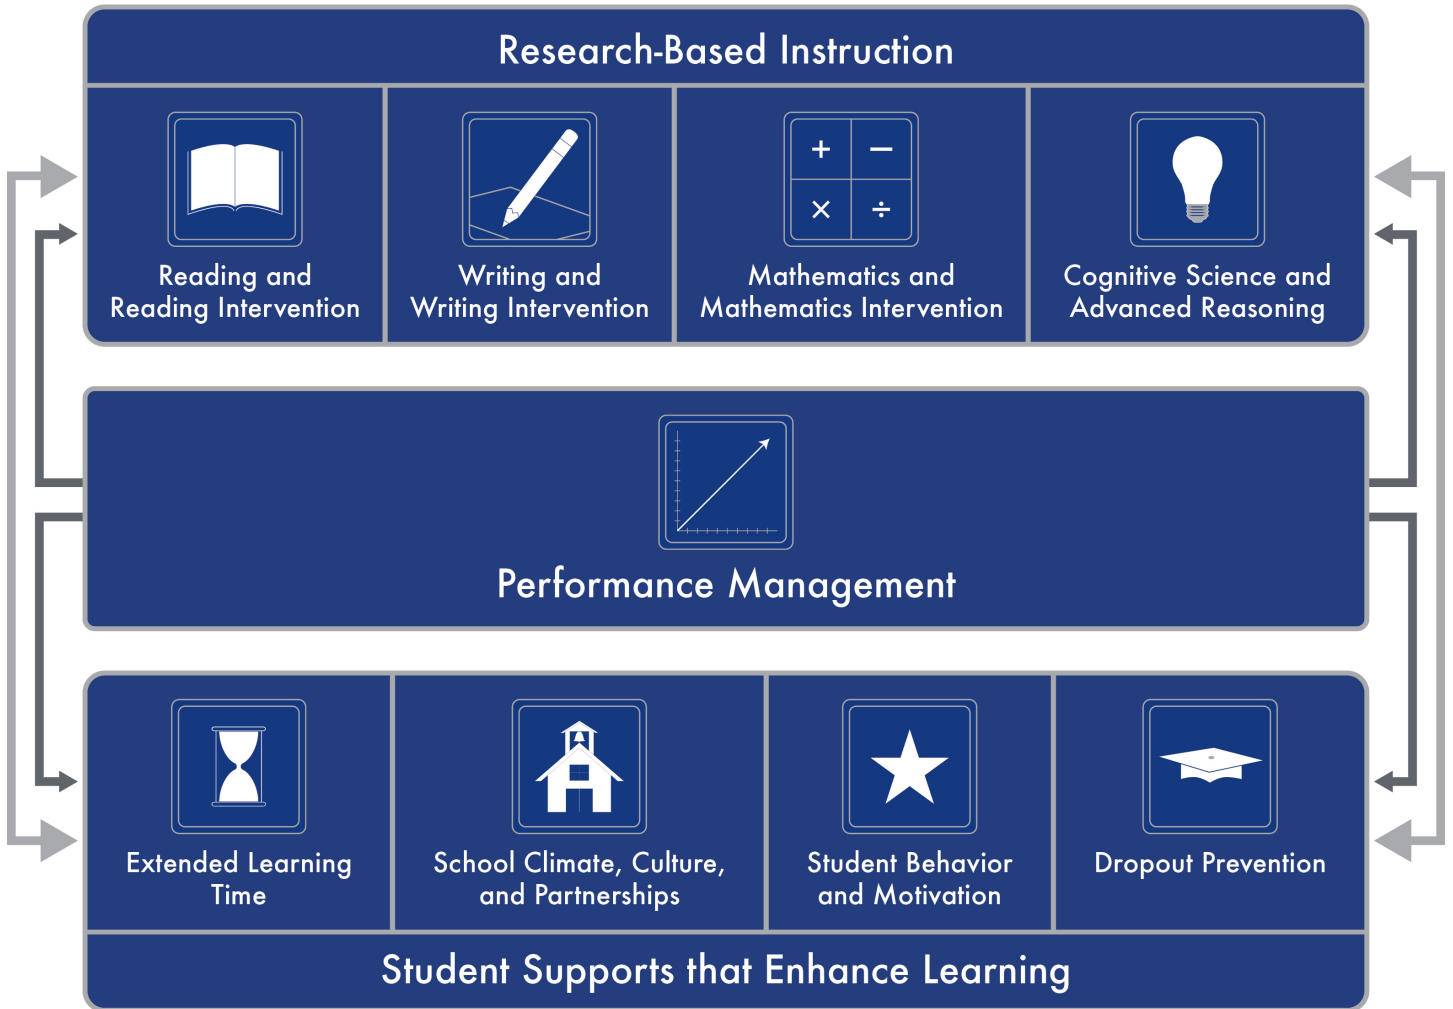 Research-Based Instruction
+ −
× ÷
Reading and
Reading Intervention
Writing and
Writing Intervention
Mathematics and
Mathematics Intervention
Cognitive Science and
Advanced Reasoning
Performance Management
Extended Learning
Time
School Climate, Culture,
and Partnerships
Student Behavior
and Motivation
Dropout Prevention
Student Supports that Enhance Learning